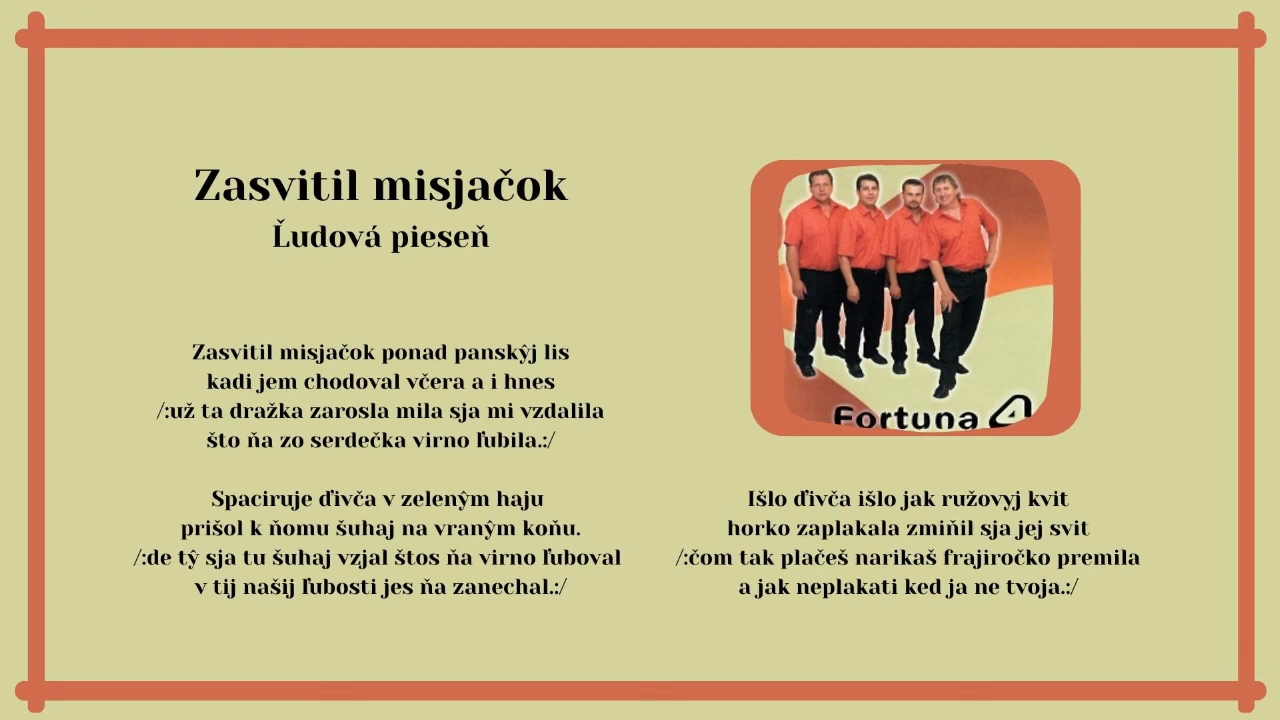 Zasvitil misjačok
Ľudová pieseň
Zasvitil misjačok ponad panskŷj lis
kadi jem chodoval včera a i hnes
/:už ta dražka zarosla mila sja mi vzdalila
što ňa zo serdečka virno ľubila.:/
Spaciruje ďivča v zelenŷm haju
prišol k ňomu šuhaj na vranŷm koňu.
/:de tŷ sja tu šuhaj vzjal štos ňa virno ľuboval
v tij našij ľubosti jes ňa zanechal.:/
Fortuna 4
Išlo ďivča išlo jak ružovyj kvit
horko zaplakala zmiňil sja jej svit
/:čom tak plačeš narikaš frajiročko premila
a jak neplakati ked ja ne tvoja.:/